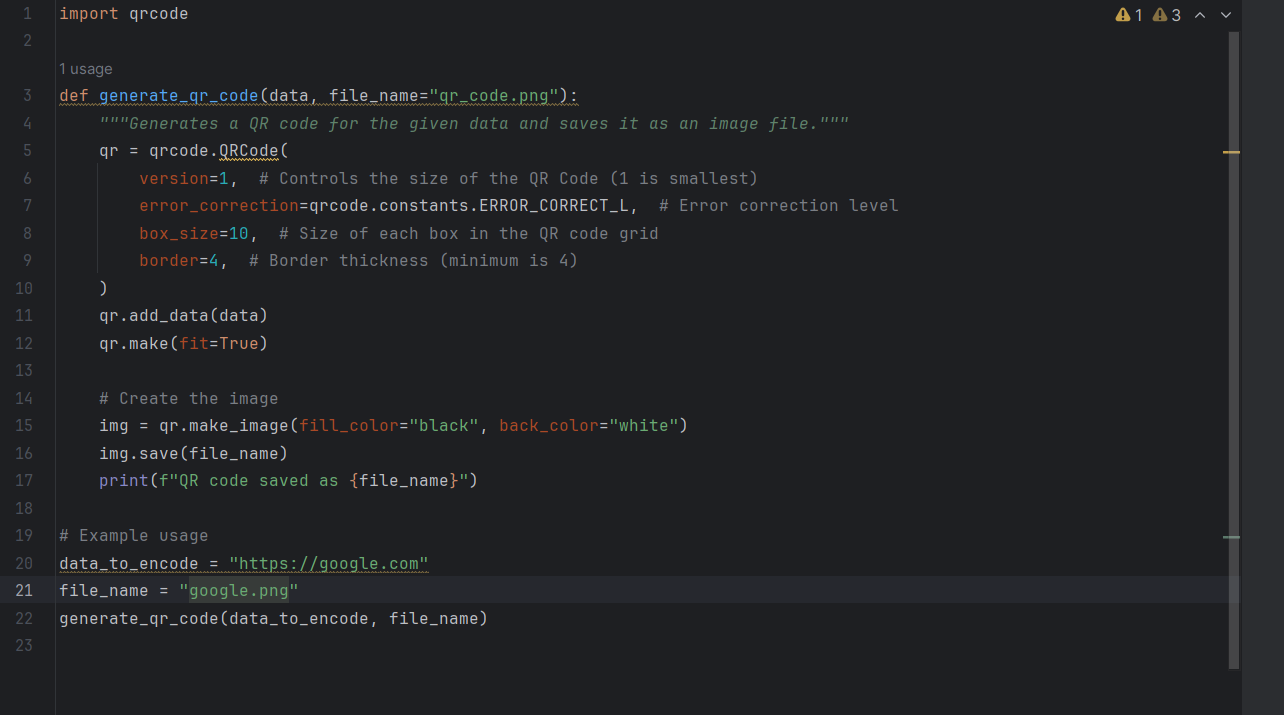 1 import qrcode 1 3
2
1 usage
3 def generate_qr_code(data, file_name="qr_code.png"):
4     """Generates a QR code for the given data and saves it as an image file."""
5     qr = qrcode.QRCode(
6         version=1,  # Controls the size of the QR Code (1 is smallest)
7         error_correction=qrcode.constants.ERROR_CORRECT_L,  # Error correction level
8         box_size=10,  # Size of each box in the QR code grid
9         border=4,  # Border thickness (minimum is 4)
10     )
11     qr.add_data(data)
12     qr.make(fit=True)
13
14     # Create the image
15     img = qr.make_image(fill_color="black", back_color="white")
16     img.save(file_name)
17     print(f"QR code saved as {file_name}")
18
19 # Example usage
20 data_to_encode = "https://google.com"
21 file_name = "google.png"
22 generate_qr_code(data_to_encode, file_name)
23